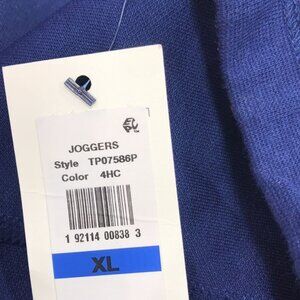 JOGGERS
Style TP07586P
Color 4HC
1 92114 00838 3
XL